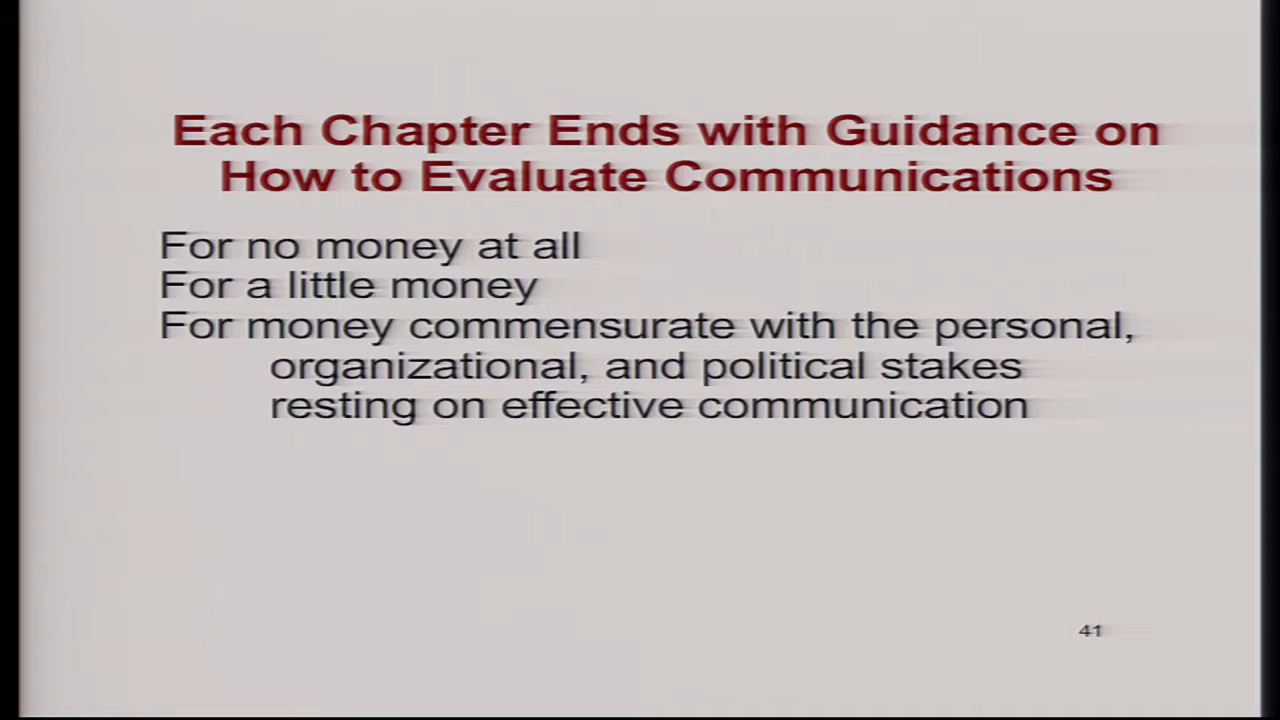 Each Chapter Ends with Guidance on
How to Evaluate Communications
For no money at all
For a little money
For money commensurate with the personal,
organizational, and political stakes
resting on effective communication
41